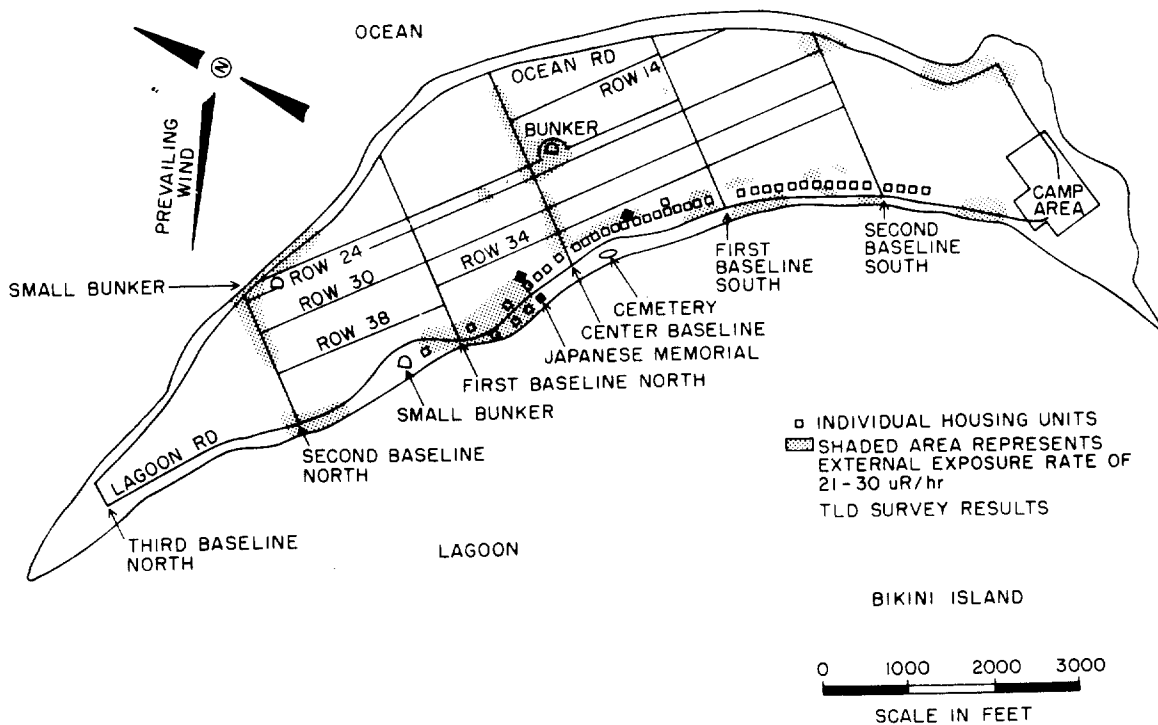 OCEAN
N
PREVAILING
WIND
OCEAN RD
ROW 14
BUNKER
SMALL BUNKER
ROW 24
ROW 30
ROW 34
ROW 38
CAMP
AREA
SECOND
BASELINE
SOUTH
FIRST
BASELINE
SOUTH
CEMETERY
CENTER BASELINE
JAPANESE MEMORIAL
FIRST BASELINE NORTH
SMALL BUNKER
SECOND BASELINE
NORTH
LAGOON RD
THIRD BASELINE
NORTH
LAGOON
INDIVIDUAL HOUSING UNITS
SHADED AREA REPRESENTS
EXTERNAL EXPOSURE RATE OF
21-30 uR/hr
TLD SURVEY RESULTS
BIKINI ISLAND
0 1000 2000 3000
SCALE IN FEET